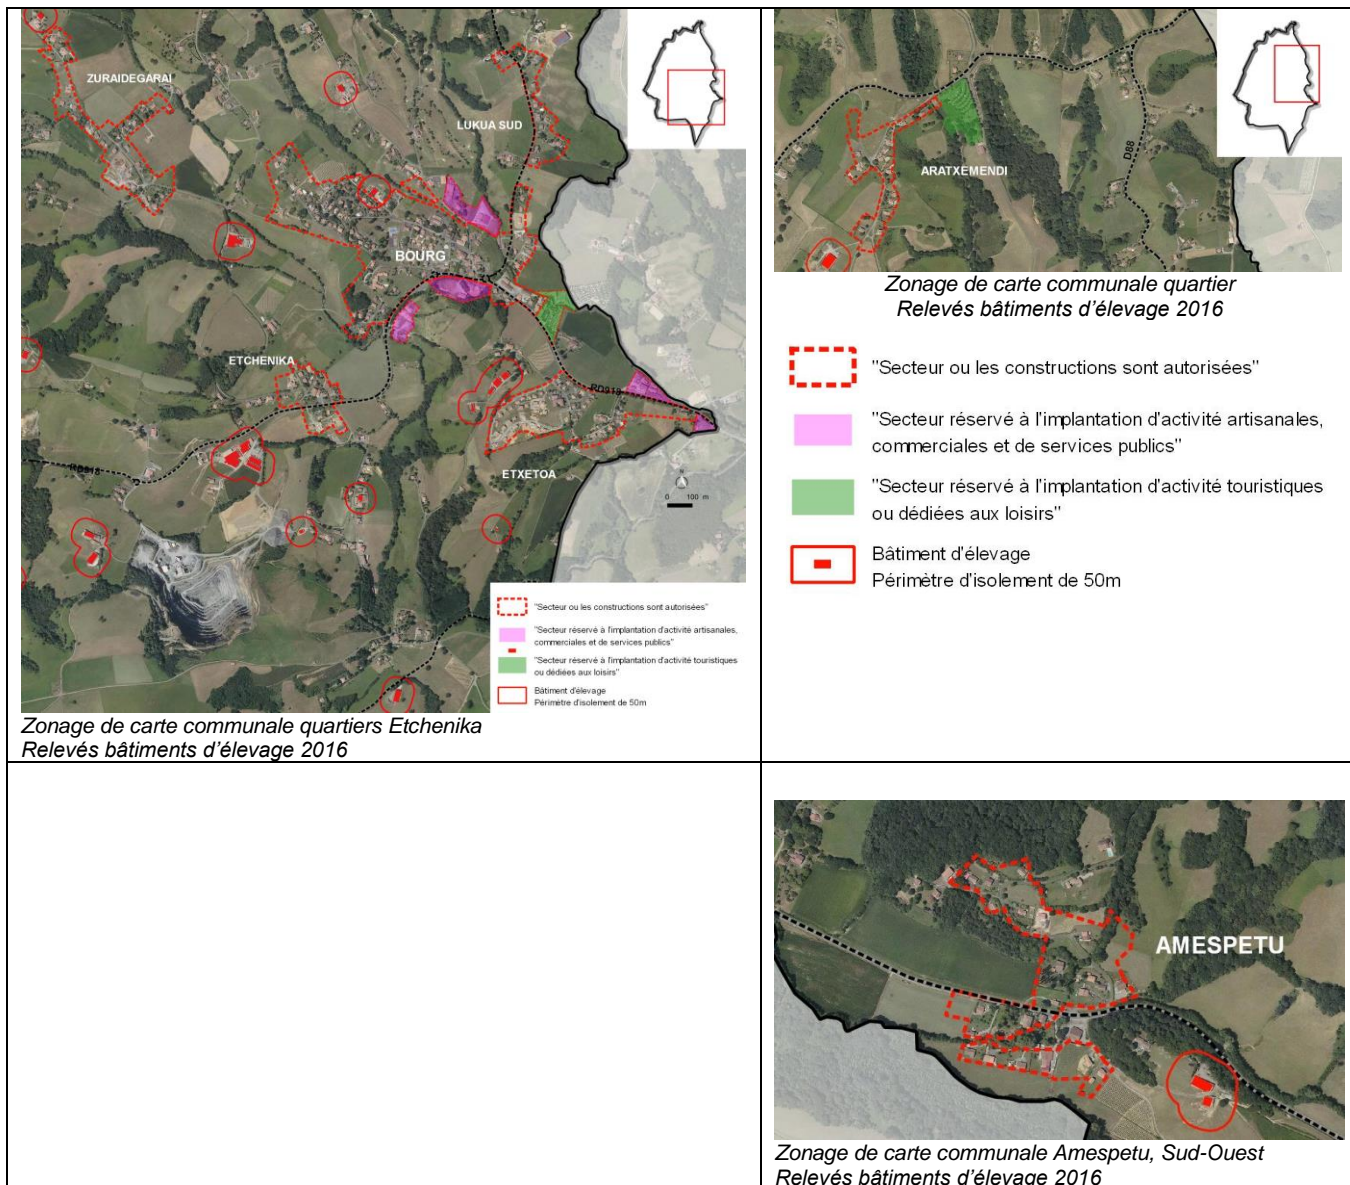 ZURAIDEGARAI
LUKUA SUD
BOURG
ETCHENIKA
RD918
RD918
ETXETOA
N
0 100 m
"Secteur ou les constructions sont autorisées"
"Secteur réservé à l'implantation d'activité artisanales,
commerciales et de services publics"
"Secteur réservé à l'implantation d'activité touristiques
ou dédiées aux loisirs"
Bâtiment d'élevage
Périmètre d'isolement de 50m
Zonage de carte communale quartiers Etchenika
Relevés bâtiments d'élevage 2016
ARATXEMENDI
D88
Zonage de carte communale quartier
Relevés bâtiments d'élevage 2016
"Secteur ou les constructions sont autorisées"
"Secteur réservé à l'implantation d'activité artisanales,
commerciales et de services publics"
"Secteur réservé à l'implantation d'activité touristiques
ou dédiées aux loisirs"
Bâtiment d'élevage
Périmètre d'isolement de 50m
AMESPETU
Zonage de carte communale Amespetu, Sud-Ouest
Relevés bâtiments d'élevage 2016